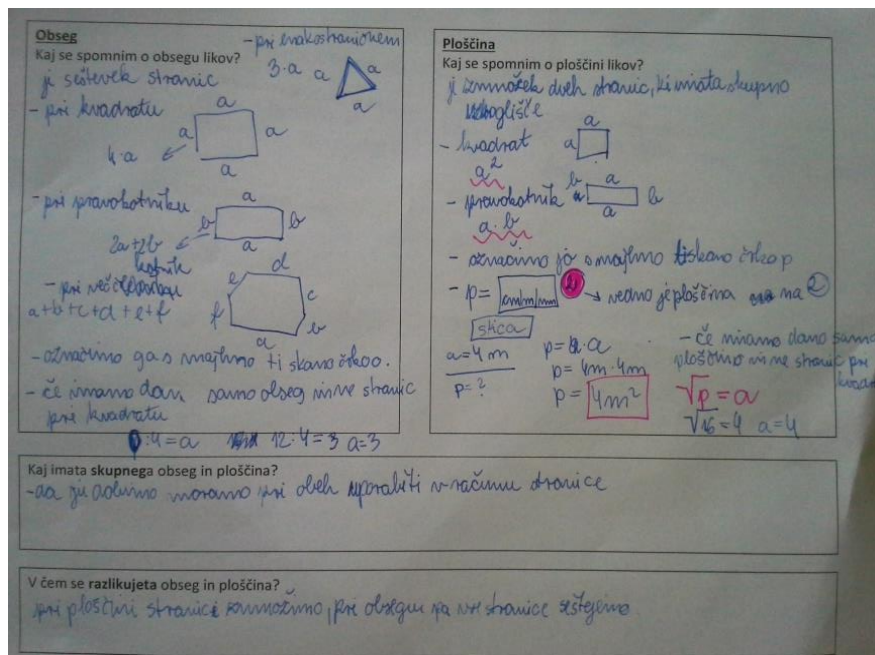 Obseg
Kaj se spomnim o obsegu likov?
- pri enakostraničnem
3·a a a
a
je seštevek stranic
- pri kvadratu
a
a a
4·a
a
- pri pravokotniku
a
b b
2a+2b
a
- pri
a+b+c+d+e+f
d
e c
f b
a
- označimo ga s majhno tiskano črko o.
- če imamo dan samo obseg in ne stranic
pri kvadratu
:4=a 12:4=3 a=3
Ploščina
Kaj se spomnim o ploščini likov?
je zmnožek dveh stranic, ki imata skupno
oglišče
- kvadrat
a
a
a²
- pravokotnik
b a
b
a
a·b
- označimo jo s majhno tiskano črko p
- p= cm/m/mm 2 → vedno je ploščina na 2
skica
a=4m
p=?
p= a·a
p= 4m·4m
p= 4m²
- če imamo dano samo
ploščino in ne stranic pri
√p = a
√16=4 a=4
Kaj imata skupnega obseg in ploščina?
- da ju dobimo moramo pri obeh uporabiti v računu stranice
V čem se razlikujeta obseg in ploščina?
pri ploščini stranici zmnožimo, pri obsegu pa vse stranice seštejemo